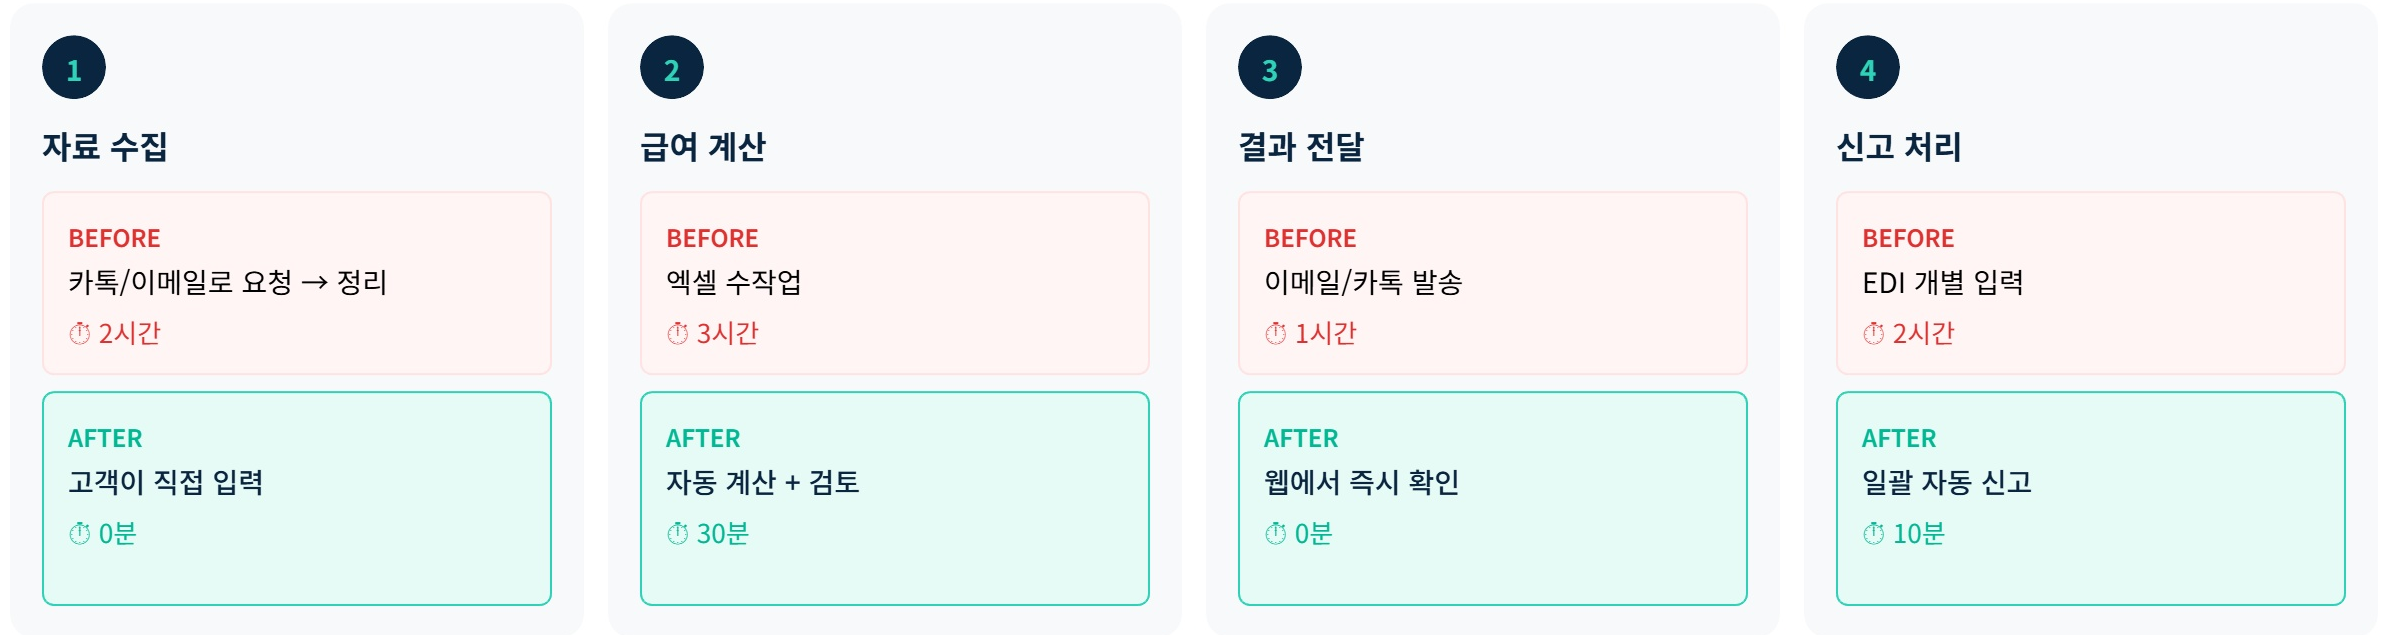 1
자료 수집
BEFORE
카톡/이메일로 요청 → 정리
⏱ 2시간
AFTER
고객이 직접 입력
⏱ 0분
2
급여 계산
BEFORE
엑셀 수작업
⏱ 3시간
AFTER
자동 계산 + 검토
⏱ 30분
3
결과 전달
BEFORE
이메일/카톡 발송
⏱ 1시간
AFTER
웹에서 즉시 확인
⏱ 0분
4
신고 처리
BEFORE
EDI 개별 입력
⏱ 2시간
AFTER
일괄 자동 신고
⏱ 10분